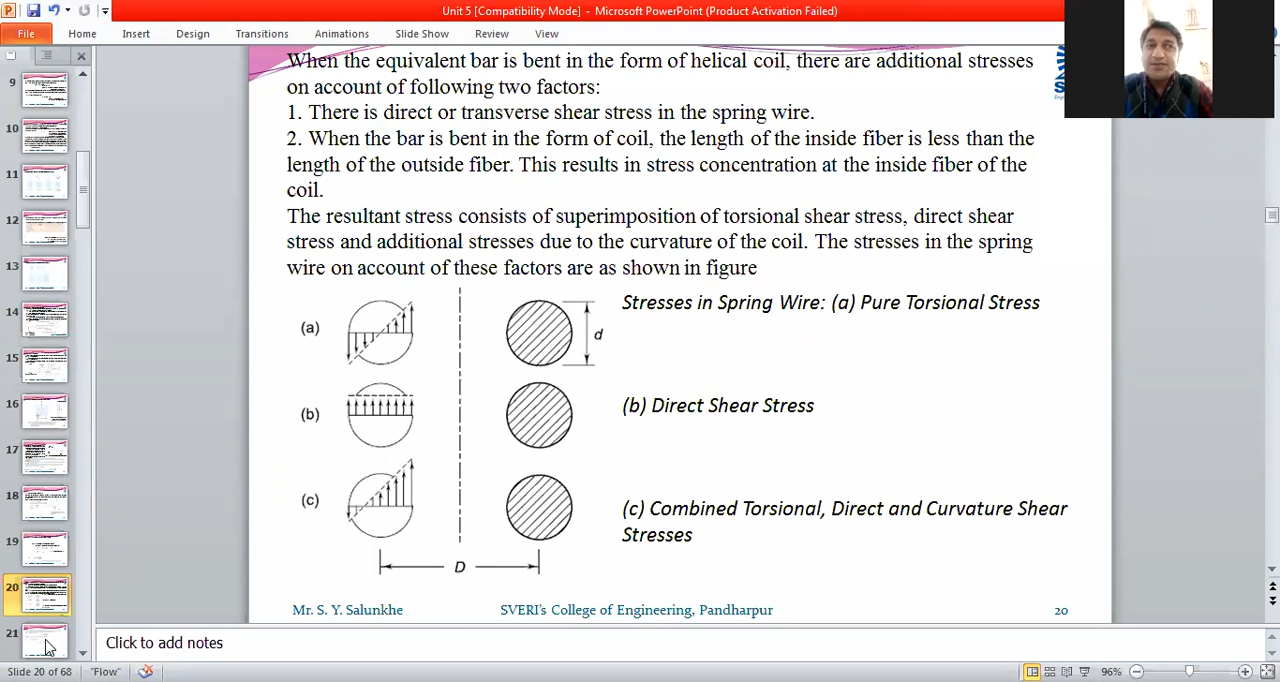 Unit 5 [Compatibility Mode] - Microsoft PowerPoint (Product Activation Failed)
File Home Insert Design Transitions Animations Slide Show Review View
When the equivalent bar is bent in the form of helical coil, there are additional stresses
on account of following two factors:
1. There is direct or transverse shear stress in the spring wire.
2. When the bar is bent in the form of coil, the length of the inside fiber is less than the
length of the outside fiber. This results in stress concentration at the inside fiber of the
coil.
The resultant stress consists of superimposition of torsional shear stress, direct shear
stress and additional stresses due to the curvature of the coil. The stresses in the spring
wire on account of these factors are as shown in figure
Stresses in Spring Wire: (a) Pure Torsional Stress
(a)
d
(b)
(b) Direct Shear Stress
(c)
(c) Combined Torsional, Direct and Curvature Shear
Stresses
D
Mr. S. Y. Salunkhe SVERI's College of Engineering, Pandharpur 20
9
10
11
12
13
14
15
16
17
18
19
20
21
Click to add notes
Slide 20 of 68 "Flow" 96%